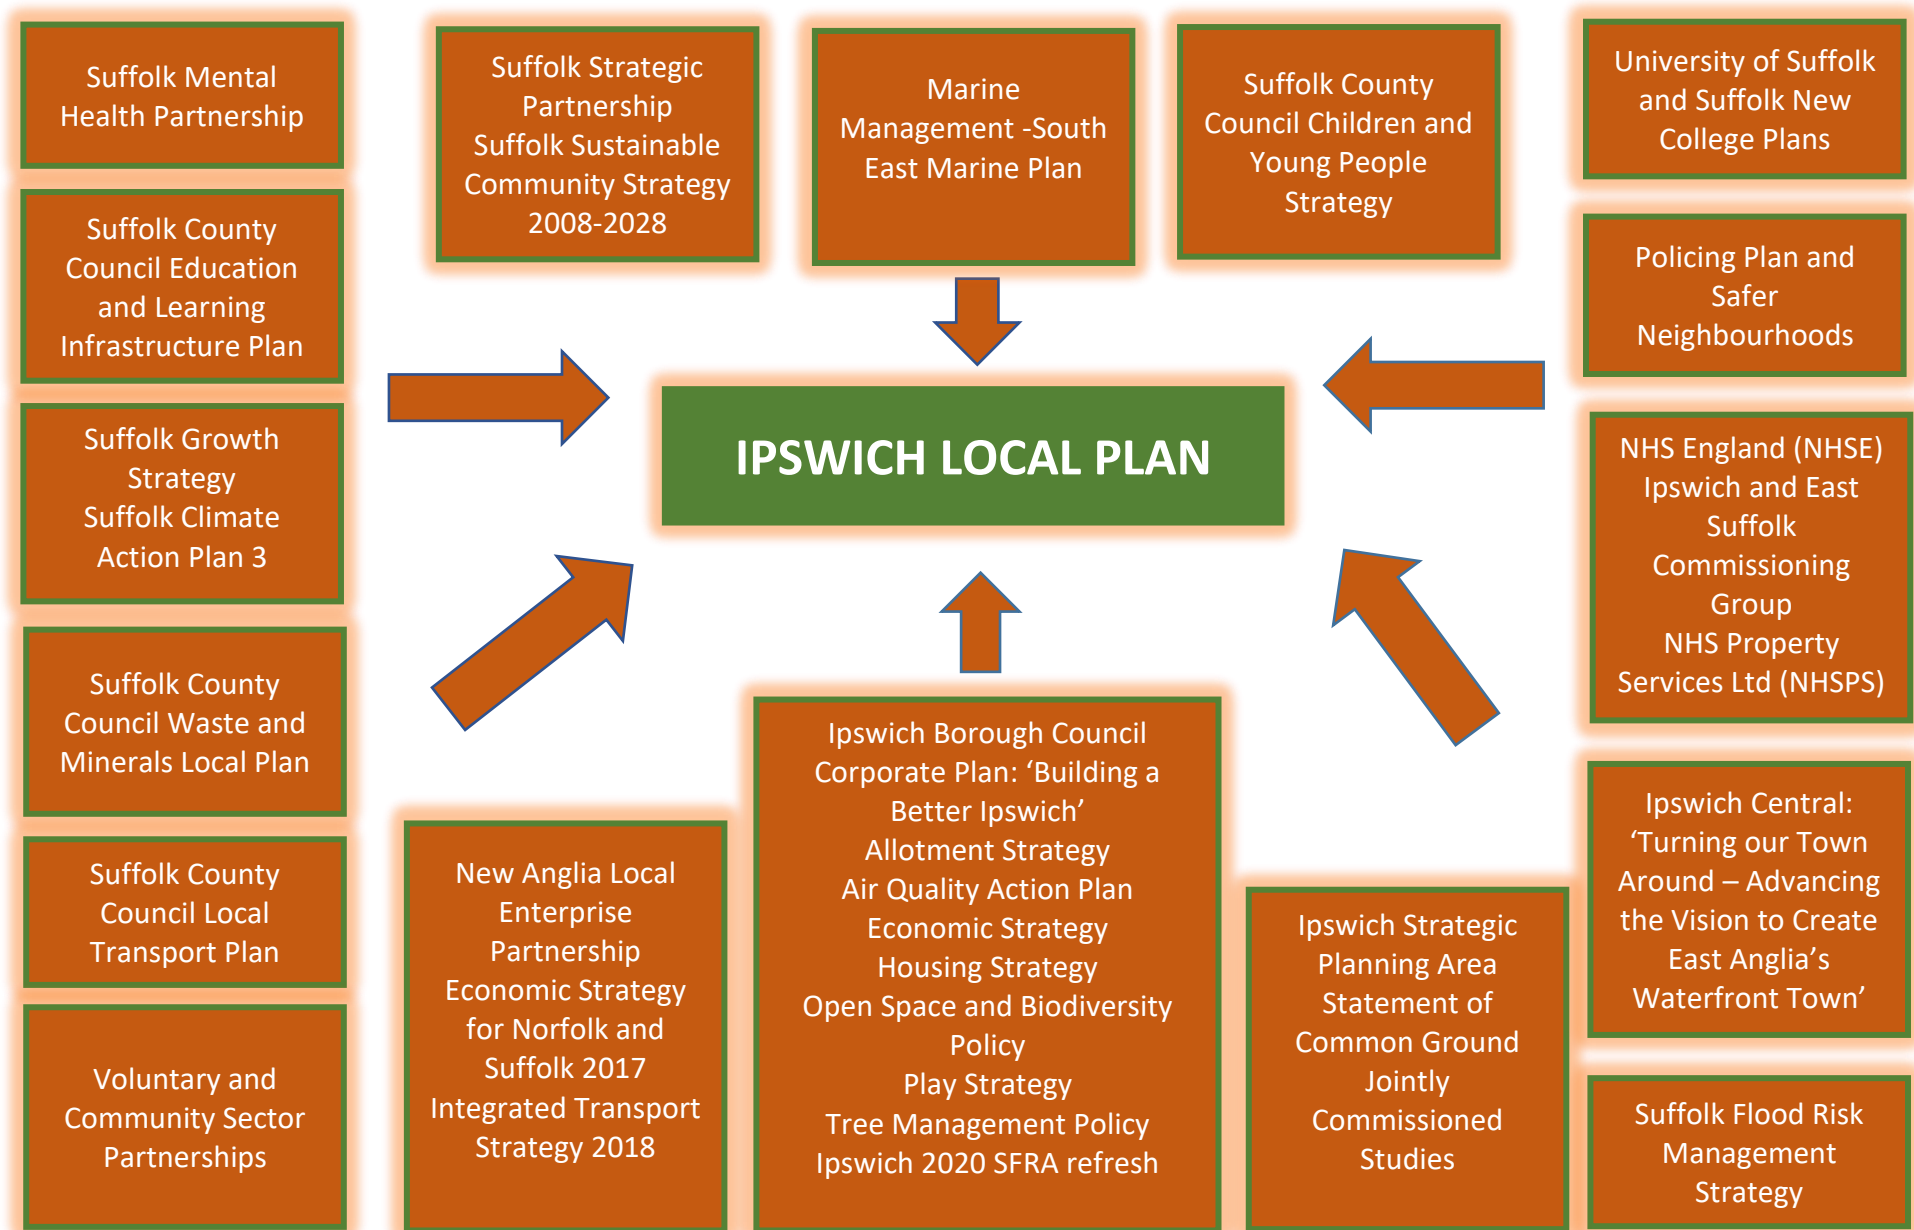 Suffolk Mental
Health Partnership
Suffolk Strategic
Partnership
Suffolk Sustainable
Community Strategy
2008-2028
Marine
Management -South
East Marine Plan
Suffolk County
Council Children and
Young People
Strategy
University of Suffolk
and Suffolk New
College Plans
Suffolk County
Council Education
and Learning
Infrastructure Plan
Policing Plan and
Safer
Neighbourhoods
Suffolk Growth
Strategy
Suffolk Climate
Action Plan 3
IPSWICH LOCAL PLAN
NHS England (NHSE)
Ipswich and East
Suffolk
Commissioning
Group
NHS Property
Services Ltd (NHSPS)
Suffolk County
Council Waste and
Minerals Local Plan
Suffolk County
Council Local
Transport Plan
Voluntary and
Community Sector
Partnerships
New Anglia Local
Enterprise
Partnership
Economic Strategy
for Norfolk and
Suffolk 2017
Integrated Transport
Strategy 2018
Ipswich Borough Council
Corporate Plan: ‘Building a
Better Ipswich’
Allotment Strategy
Air Quality Action Plan
Economic Strategy
Housing Strategy
Open Space and Biodiversity
Policy
Play Strategy
Tree Management Policy
Ipswich 2020 SFRA refresh
Ipswich Strategic
Planning Area
Statement of
Common Ground
Jointly
Commissioned
Studies
Ipswich Central:
‘Turning our Town
Around – Advancing
the Vision to Create
East Anglia’s
Waterfront Town’
Suffolk Flood Risk
Management
Strategy